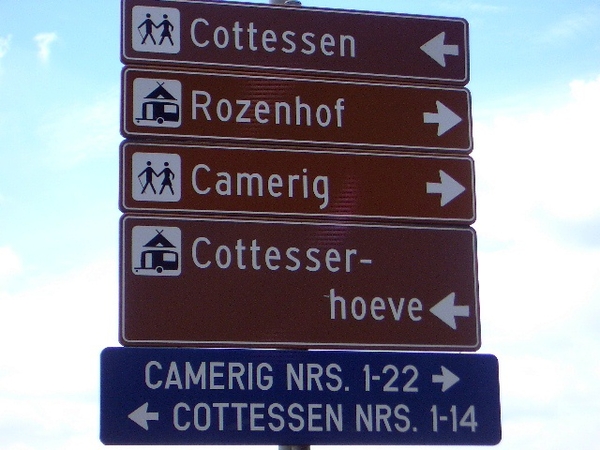 Cottessen
Rozenhof
Camerig
Cottesser-
hoeve
CAMERIG NRS. 1-22
COTTESSEN NRS. 1-14